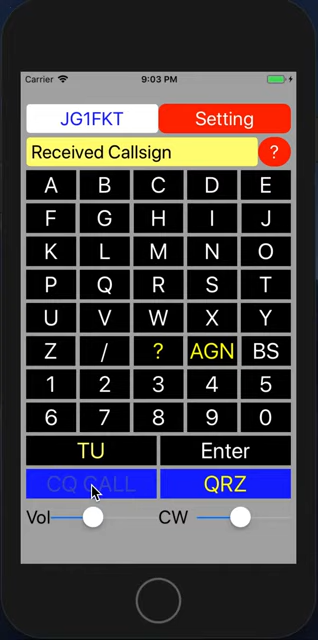 Carrier 9:03 PM
JG1FKT Setting
Received Callsign ?
A B C D E
F G H I J
K L M N O
P Q R S T
U V W X Y
Z / ? AGN BS
1 2 3 4 5
6 7 8 9 0
TU Enter
CQ CALL QRZ
Vol CW